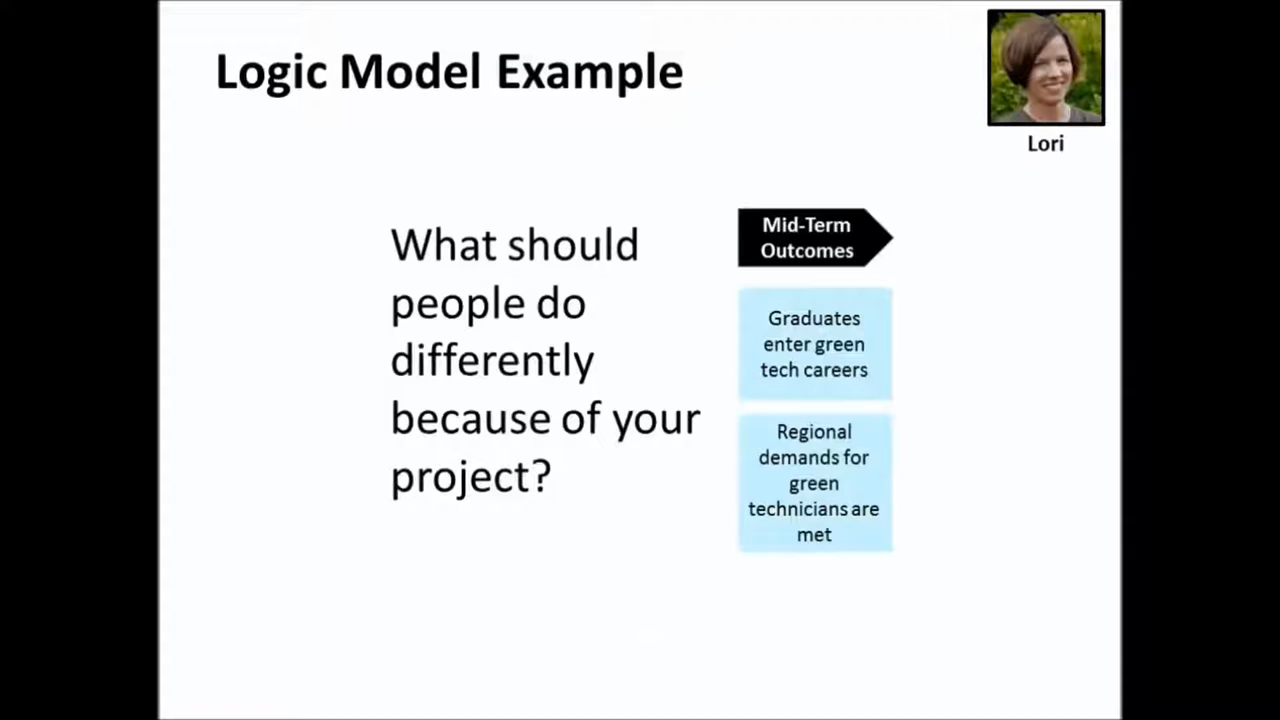 Logic Model Example
Lori
What should
people do
differently
because of your
project?
Mid-Term
Outcomes
Graduates
enter green
tech careers
Regional
demands for
green
technicians are
met